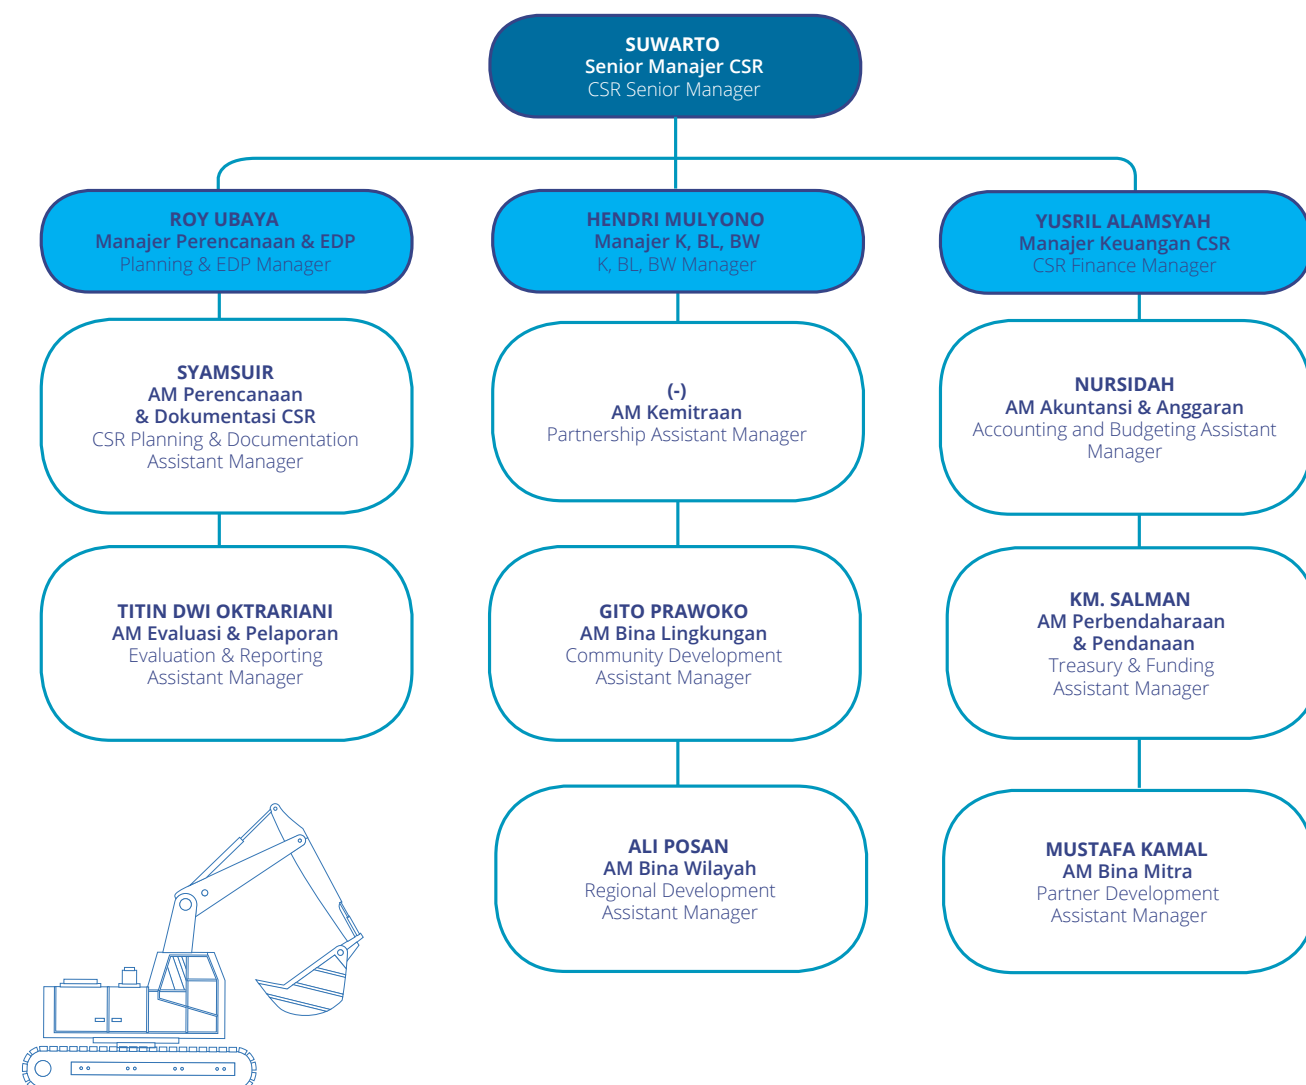 SUWARTO
Senior Manajer CSR
CSR Senior Manager
ROY UBAYA
Manajer Perencanaan & EDP
Planning & EDP Manager
HENDRI MULYONO
Manajer K, BL, BW
K, BL, BW Manager
YUSRIL ALAMSYAH
Manajer Keuangan CSR
CSR Finance Manager
SYAMSUIR
AM Perencanaan
& Dokumentasi CSR
CSR Planning & Documentation
Assistant Manager
(-)
AM Kemitraan
Partnership Assistant Manager
NURSIDAH
AM Akuntansi & Anggaran
Accounting and Budgeting Assistant
Manager
TITIN DWI OKTRARIANI
AM Evaluasi & Pelaporan
Evaluation & Reporting
Assistant Manager
GITO PRAWOKO
AM Bina Lingkungan
Community Development
Assistant Manager
KM. SALMAN
AM Perbendaharaan
& Pendanaan
Treasury & Funding
Assistant Manager
ALI POSAN
AM Bina Wilayah
Regional Development
Assistant Manager
MUSTAFA KAMAL
AM Bina Mitra
Partner Development
Assistant Manager